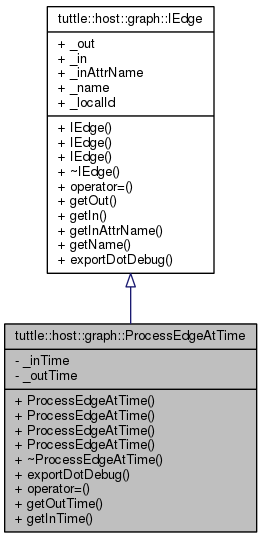 tuttle::host::graph::IEdge
+ _out
+ _in
+ _inAttrName
+ _name
+ _localId
+ IEdge()
+ IEdge()
+ IEdge()
+ ~IEdge()
+ operator=()
+ getOut()
+ getIn()
+ getInAttrName()
+ getName()
+ exportDotDebug()
tuttle::host::graph::ProcessEdgeAtTime
- _inTime
- _outTime
+ ProcessEdgeAtTime()
+ ProcessEdgeAtTime()
+ ProcessEdgeAtTime()
+ ProcessEdgeAtTime()
+ ~ProcessEdgeAtTime()
+ exportDotDebug()
+ operator=()
+ getOutTime()
+ getInTime()